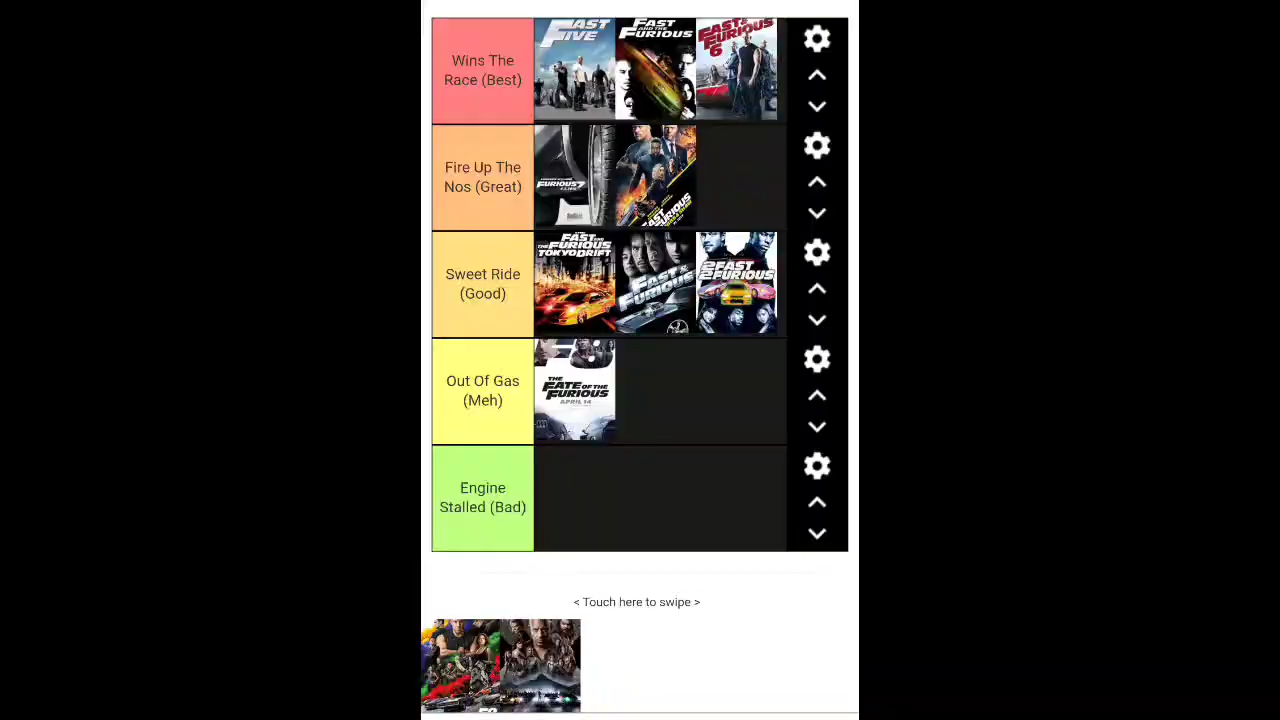 Wins The
Race (Best)
FAST
FIVE
FAST
AND THE
FURIOUS
FAST &
FURIOUS
6
Fire Up The
Nos (Great)
FURIOUS 7
FAST
FURIOUS
Sweet Ride
(Good)
THE
FAST AND
THE FURIOUS
TOKYO DRIFT
FAST &
FURIOUS
2 FAST
2 FURIOUS
Out Of Gas
(Meh)
THE
FATE OF THE
FURIOUS
APRIL 14
Engine
Stalled (Bad)
< Touch here to swipe >